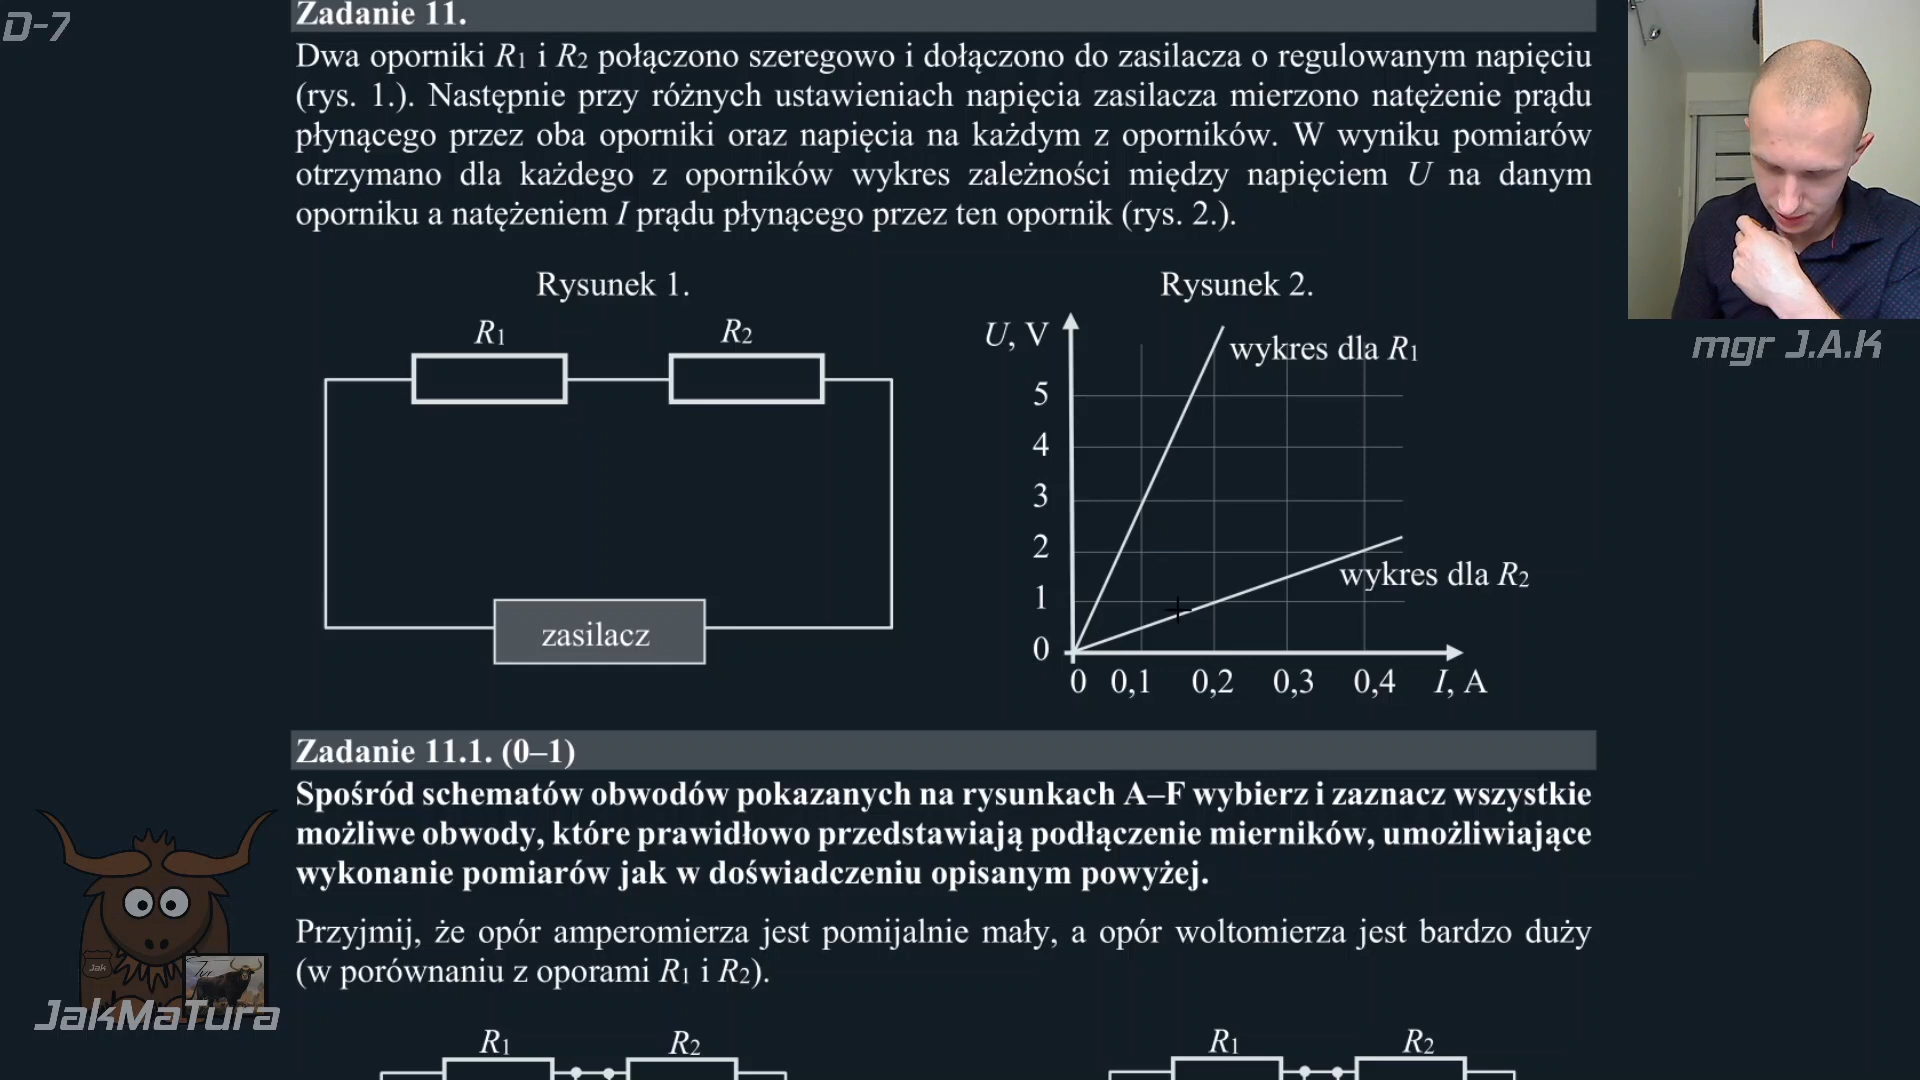 D-7
Zadanie 11.
Dwa oporniki R1 i R2 połączono szeregowo i dołączono do zasilacza o regulowanym napięciu
(rys. 1.). Następnie przy różnych ustawieniach napięcia zasilacza mierzono natężenie prądu
płynącego przez oba oporniki oraz napięcia na każdym z oporników. W wyniku pomiarów
otrzymano dla każdego z oporników wykres zależności między napięciem U na danym
oporniku a natężeniem I prądu płynącego przez ten opornik (rys. 2.).
Rysunek 1.
R1
R2
zasilacz
Rysunek 2.
U, V
wykres dla R1
5
4
3
2
1
0
wykres dla R2
0 0,1 0,2 0,3 0,4 I, A
mgr J.A.K
Zadanie 11.1. (0–1)
Spośród schematów obwodów pokazanych na rysunkach A–F wybierz i zaznacz wszystkie
możliwe obwody, które prawidłowo przedstawiają podłączenie mierników, umożliwiające
wykonanie pomiarów jak w doświadczeniu opisanym powyżej.
Przyjmij, że opór amperomierza jest pomijalnie mały, a opór woltomierza jest bardzo duży
(w porównaniu z oporami R1 i R2).
Jak
Tur
JakMaTura
R1 R2
R1 R2